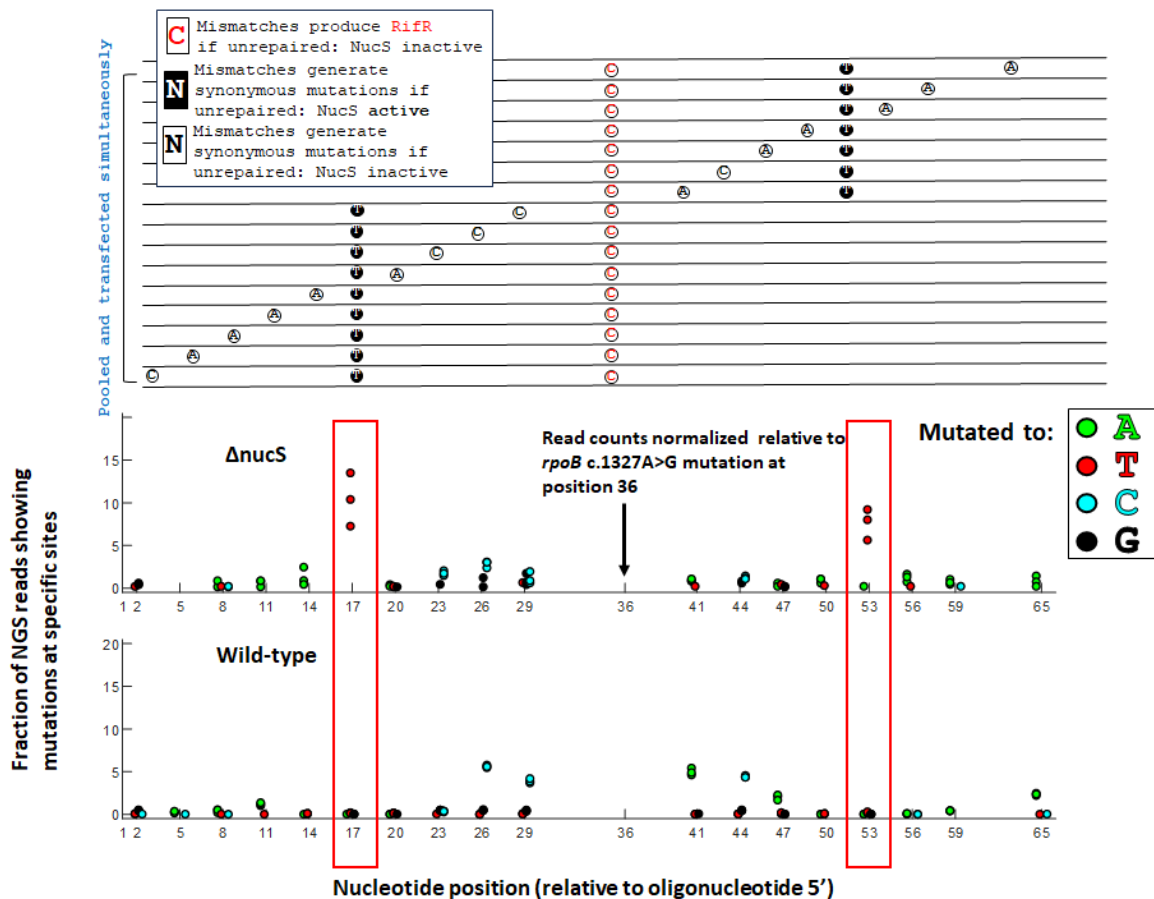 C Mismatches produce RifR
if unrepaired: NucS inactive
N Mismatches generate
synonymous mutations if
unrepaired: NucS active
N Mismatches generate
synonymous mutations if
unrepaired: NucS inactive
Pooled and transfected simultaneously
C T A
C T A
C T A
C A T
C A T
C C T
C A T
T C C
T C C
T C C
T A C
A T C
A T C
A T C
A T C
C T C
Fraction of NGS reads showing
mutations at specific sites
ΔnucS
Read counts normalized relative to
rpoB c.1327A>G mutation at
position 36
Mutated to:
A
T
C
G
15
10
5
0
1 2 5 8 11 14 17 20 23 26 29 36 41 44 47 50 53 56 59 65
Wild-type
20
15
10
5
0
1 2 5 8 11 14 17 20 23 26 29 36 41 44 47 50 53 56 59 65
Nucleotide position (relative to oligonucleotide 5’)